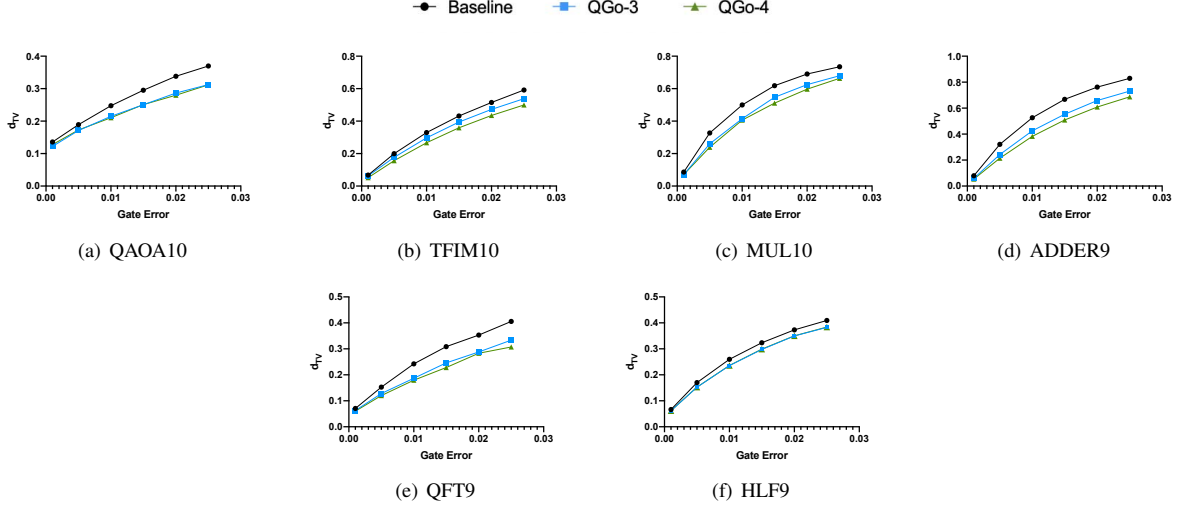 Baseline QGo-3 QGo-4
0.4 0.3 0.2 0.1 0.0
d_TV
0.00 0.01 0.02 0.03
Gate Error
(a) QAOA10
0.8 0.6 0.4 0.2 0.0
d_TV
0.00 0.01 0.02 0.03
Gate Error
(b) TFIM10
0.8 0.6 0.4 0.2 0.0
d_TV
0.00 0.01 0.02 0.03
Gate Error
(c) MUL10
1.0 0.8 0.6 0.4 0.2 0.0
d_TV
0.00 0.01 0.02 0.03
Gate Error
(d) ADDER9
0.5 0.4 0.3 0.2 0.1 0.0
d_TV
0.00 0.01 0.02 0.03
Gate Error
(e) QFT9
0.5 0.4 0.3 0.2 0.1 0.0
d_TV
0.00 0.01 0.02 0.03
Gate Error
(f) HLF9